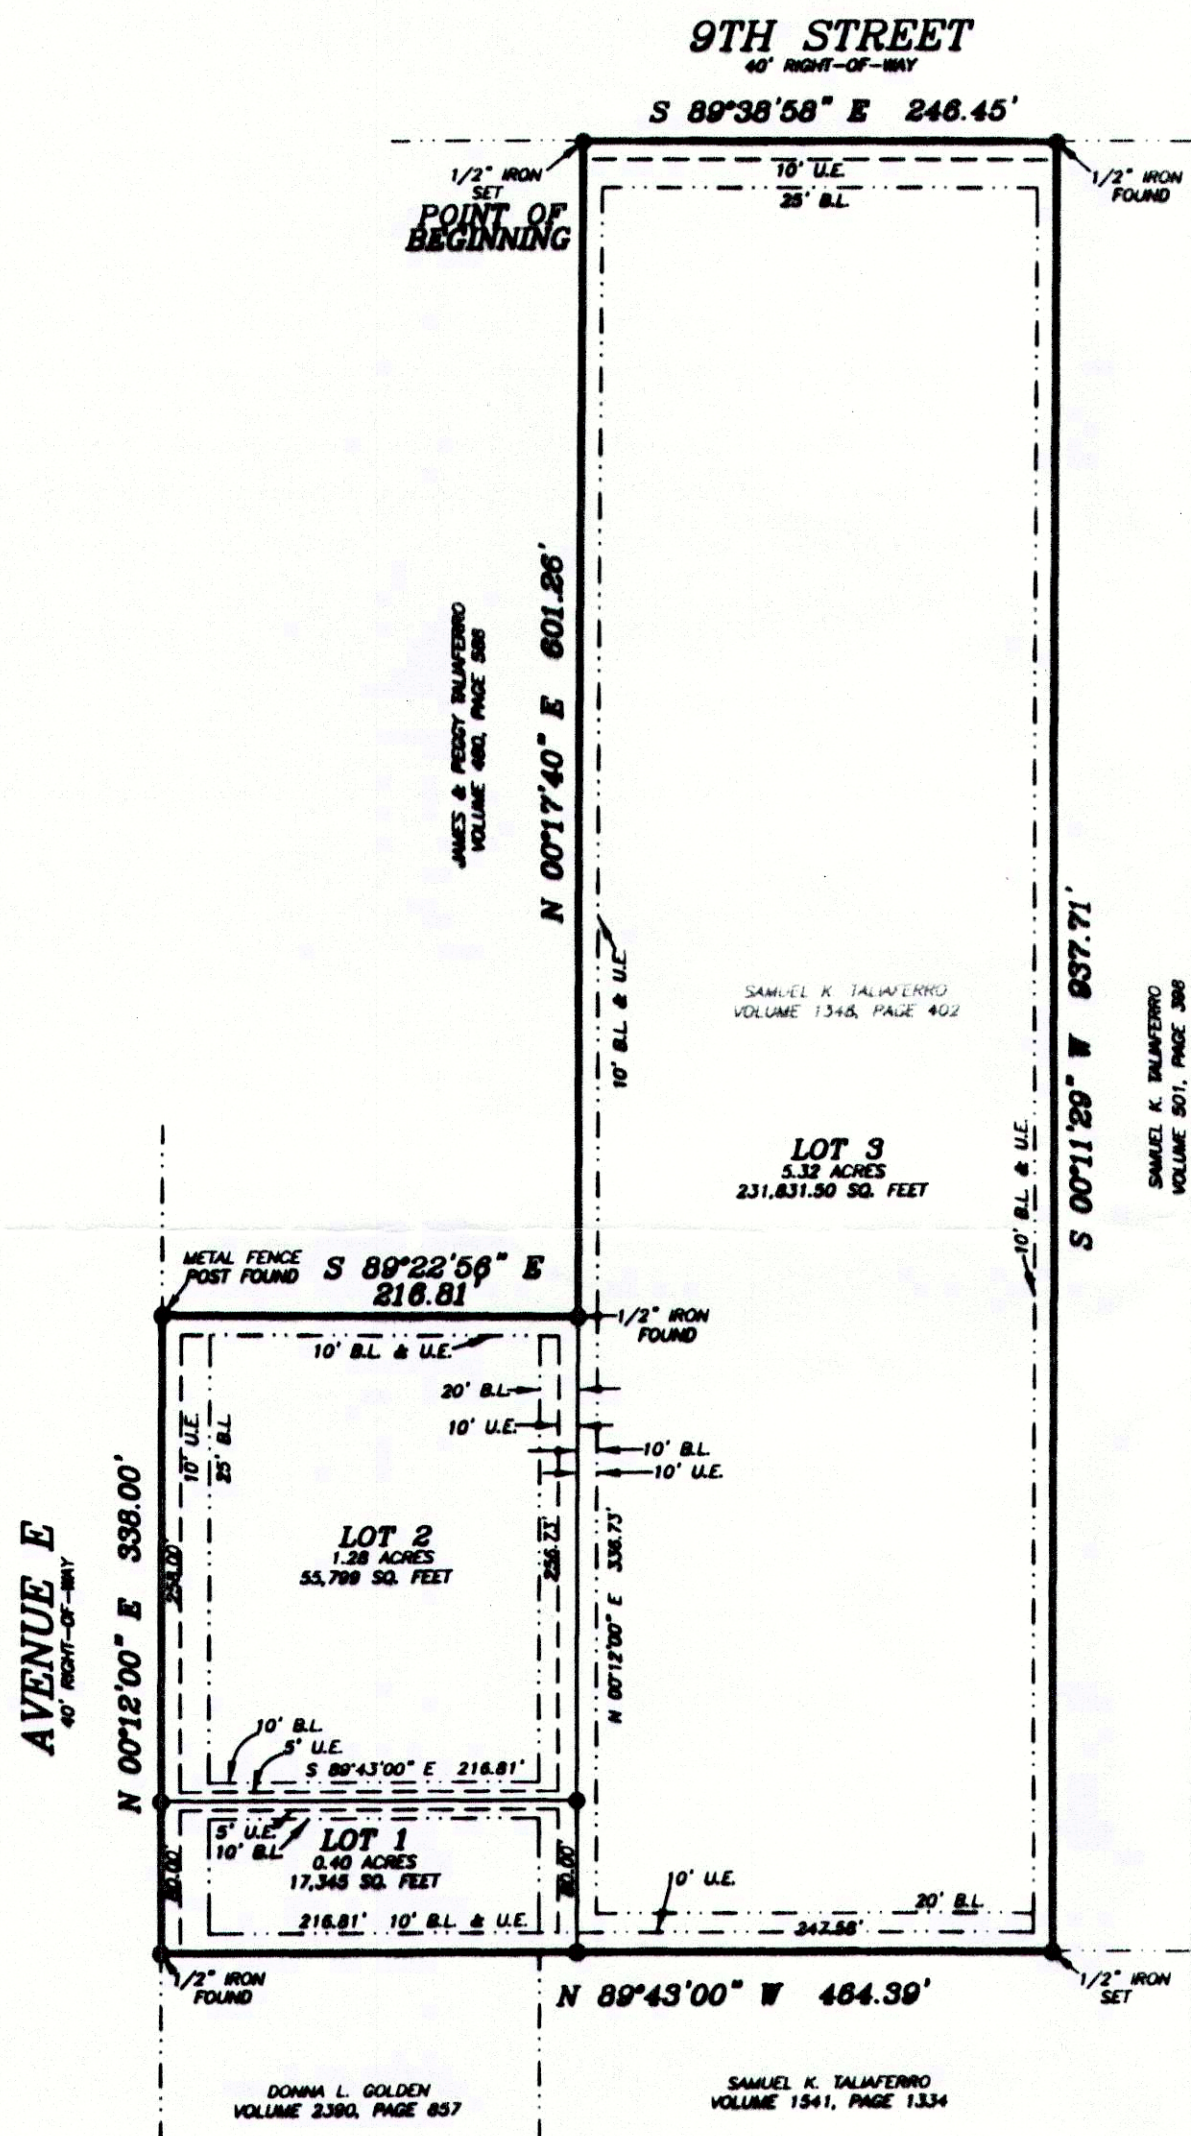 9TH STREET
40' RIGHT-OF-WAY
S 89°38'58" E 246.45'
1/2" IRON
SET
POINT OF
BEGINNING
1/2" IRON
FOUND
10' U.E.
25' B.L.
N 00°17'40" E 601.26'
JAMES & PEGGY TALIAFERRO
VOLUME 480, PAGE 588
10' B.L. & U.E.
SAMUEL K. TALIAFERRO
VOLUME 1348, PAGE 402
LOT 3
5.32 ACRES
231,831.50 SQ. FEET
10' B.L. & U.E.
S 00°11'29" W 937.71'
SAMUEL K. TALIAFERRO
VOLUME 501, PAGE 398
METAL FENCE
POST FOUND
S 89°22'56" E
216.81'
1/2" IRON
FOUND
10' B.L. & U.E.
20' B.L.
10' U.E.
10' B.L.
10' U.E.
10' U.E.
25' B.L.
AVENUE E
40' RIGHT-OF-WAY
N 00°12'00" E 338.00'
258.00'
LOT 2
1.28 ACRES
55,799 SQ. FEET
256.73'
N 00°12'00" E 336.73'
10' B.L.
5' U.E.
S 89°43'00" E 216.81'
5' U.E.
10' B.L.
LOT 1
0.40 ACRES
17,345 SQ. FEET
80.00'
80.00'
216.81' 10' B.L. & U.E.
10' U.E.
20' B.L.
247.58'
1/2" IRON
FOUND
N 89°43'00" W 464.39'
1/2" IRON
SET
DONNA L. GOLDEN
VOLUME 2390, PAGE 857
SAMUEL K. TALIAFERRO
VOLUME 1541, PAGE 1334